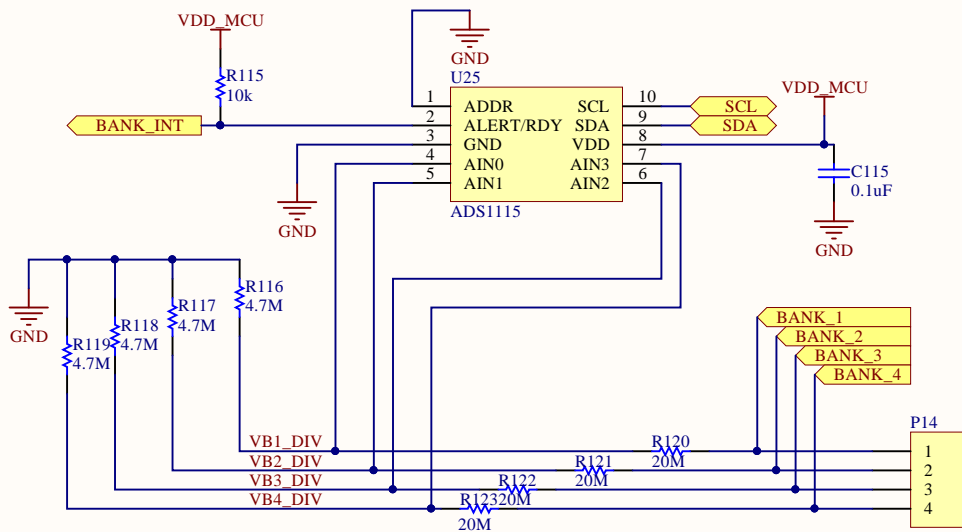 VDD_MCU
R115
10k
BANK_INT
GND
U25
1 ADDR SCL 10
2 ALERT/RDY SDA 9
3 GND VDD 8
4 AIN0 AIN3 7
5 AIN1 AIN2 6
ADS1115
SCL
SDA
VDD_MCU
C115
0.1uF
GND
GND
GND
R116
4.7M
R117
4.7M
R118
4.7M
R119
4.7M
BANK_1
BANK_2
BANK_3
BANK_4
P14
VB1_DIV
R120
20M
1
VB2_DIV
R121
20M
2
VB3_DIV
R122
20M
3
VB4_DIV
R123
20M
4